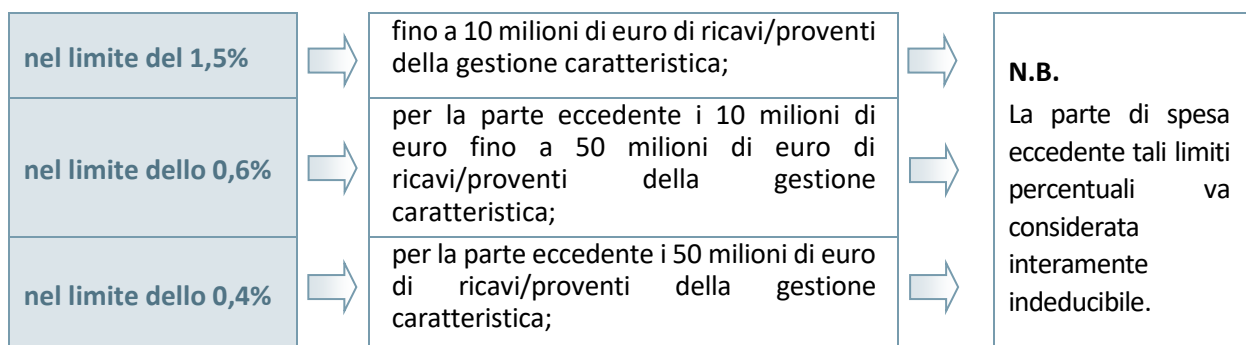 nel limite del 1,5%
fino a 10 milioni di euro di ricavi/proventi
della gestione caratteristica;
nel limite dello 0,6%
per la parte eccedente i 10 milioni di
euro fino a 50 milioni di euro di
ricavi/proventi della gestione
caratteristica;
nel limite dello 0,4%
per la parte eccedente i 50 milioni di euro
di ricavi/proventi della gestione
caratteristica;
N.B.
La parte di spesa
eccedente tali limiti
percentuali va
considerata
interamente
indeducibile.